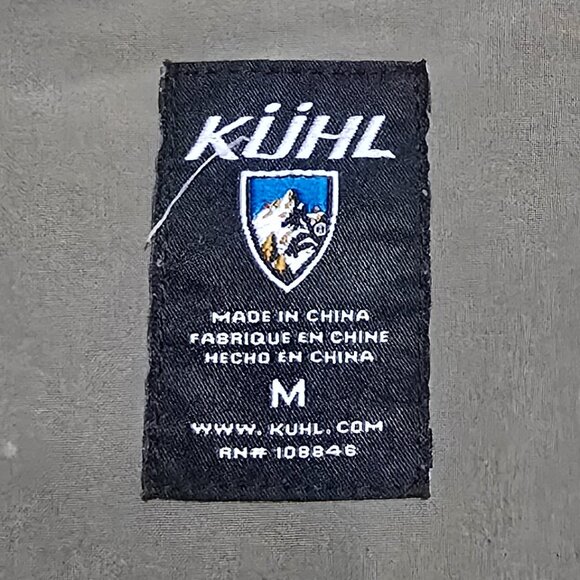 KÜHL
MADE IN CHINA
FABRIQUE EN CHINE
HECHO EN CHINA
M
WWW.KUHL.COM
RN# 108846